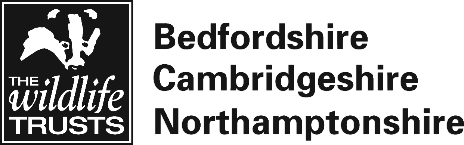 THE
wildlife
TRUSTS
Bedfordshire
Cambridgeshire
Northamptonshire